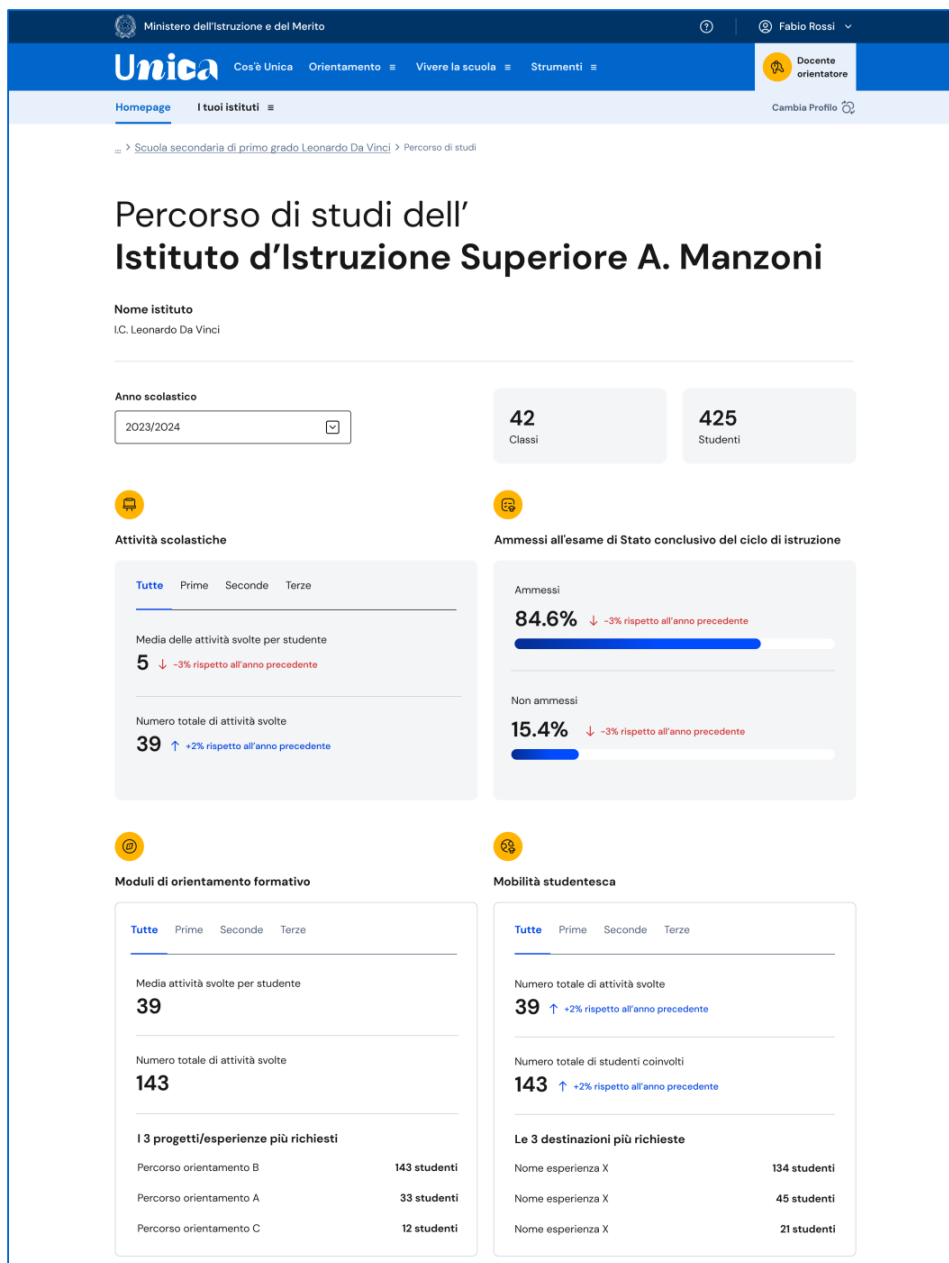 Ministero dell'Istruzione e del Merito
Fabio Rossi
Unica
Cos'è Unica Orientamento Vivere la scuola Strumenti
Docente
orientatore
Homepage I tuoi istituti
Cambia Profilo
... > Scuola secondaria di primo grado Leonardo Da Vinci > Percorso di studi
Percorso di studi dell'
Istituto d'Istruzione Superiore A. Manzoni
Nome istituto
I.C. Leonardo Da Vinci
Anno scolastico
2023/2024
42
Classi
425
Studenti
Attività scolastiche
Tutte Prime Seconde Terze
Media delle attività svolte per studente
5 ↓ -3% rispetto all'anno precedente
Numero totale di attività svolte
39 ↑ +2% rispetto all'anno precedente
Ammessi all'esame di Stato conclusivo del ciclo di istruzione
Ammessi
84.6% ↓ -3% rispetto all'anno precedente
Non ammessi
15.4% ↓ -3% rispetto all'anno precedente
Moduli di orientamento formativo
Tutte Prime Seconde Terze
Media attività svolte per studente
39
Numero totale di attività svolte
143
I 3 progetti/esperienze più richiesti
Percorso orientamento B 143 studenti
Percorso orientamento A 33 studenti
Percorso orientamento C 12 studenti
Mobilità studentesca
Tutte Prime Seconde Terze
Numero totale di attività svolte
39 ↑ +2% rispetto all'anno precedente
Numero totale di studenti coinvolti
143 ↑ +2% rispetto all'anno precedente
Le 3 destinazioni più richieste
Nome esperienza X 134 studenti
Nome esperienza X 45 studenti
Nome esperienza X 21 studenti